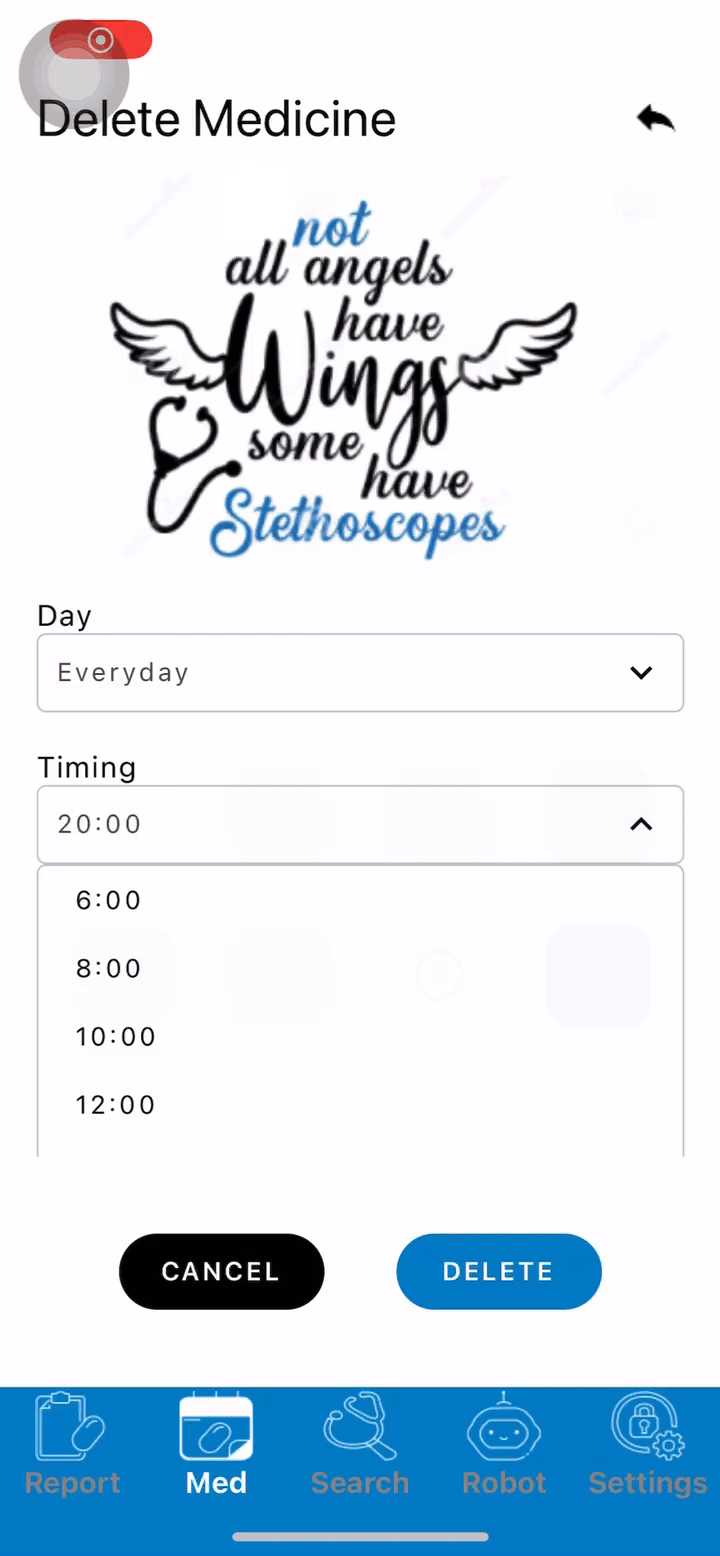 Delete Medicine
not
all angels
have
Wings
some
have
Stethoscopes
Day
Everyday
Timing
20:00
6:00
8:00
10:00
12:00
CANCEL DELETE
Report Med Search Robot Settings